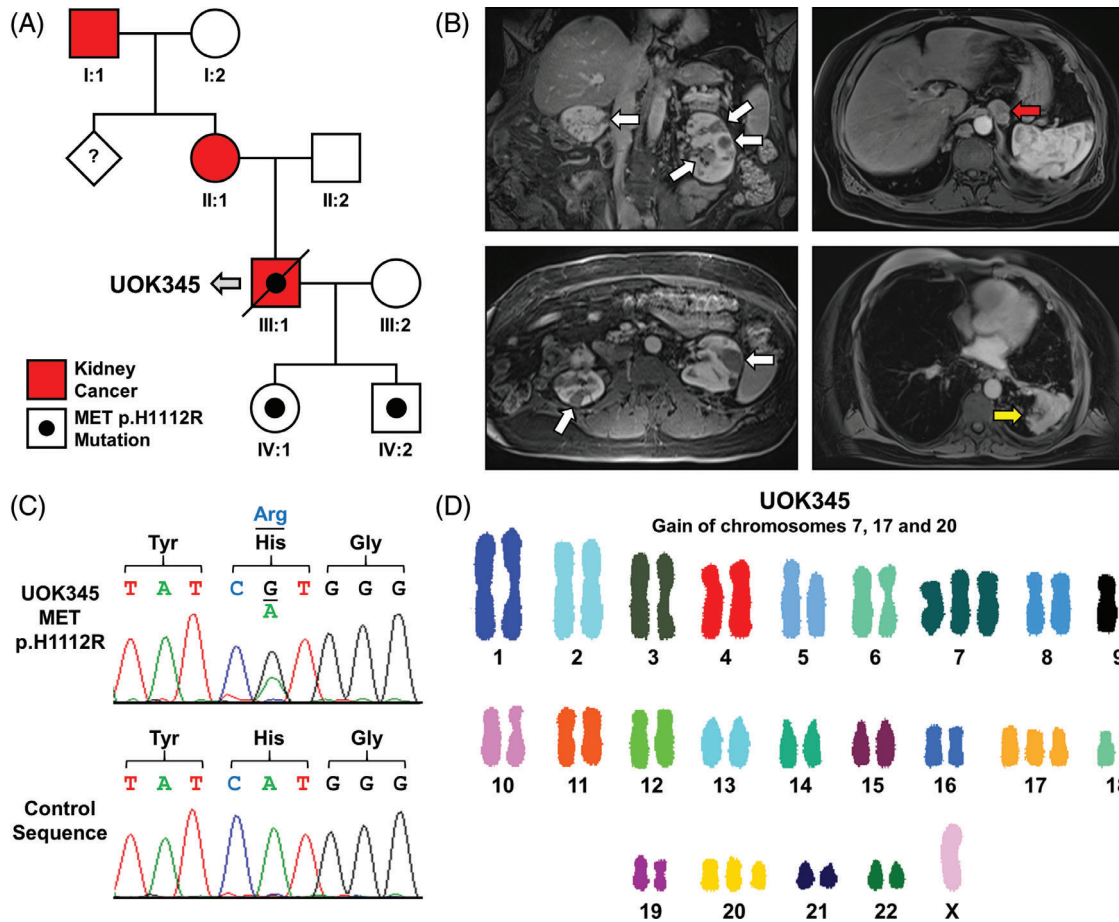 (A)
I:1
I:2
?
II:1
II:2
UOK345
III:1
III:2
Kidney
Cancer
MET p.H1112R
Mutation
IV:1
IV:2
(B)
(C)
Arg
Tyr
His
Gly
T A T C G T G G G
A
UOK345
MET
p.H1112R
Tyr
His
Gly
T A T C A T G G G
Control
Sequence
(D)
UOK345
Gain of chromosomes 7, 17 and 20
1 2 3 4 5 6 7 8 9
10 11 12 13 14 15 16 17
19 20 21 22 X